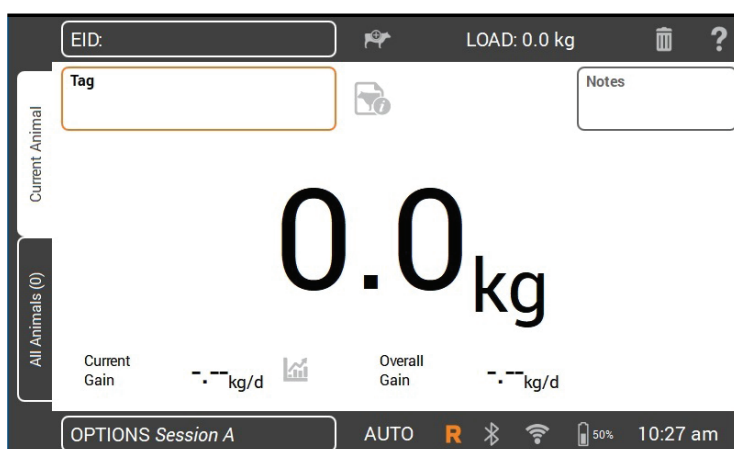 EID:
LOAD: 0.0 kg
?
Tag
Notes
Current Animal
All Animals (0)
0.0kg
Current
Gain
-.--kg/d
Overall
Gain
-.--kg/d
OPTIONS Session A
AUTO
R
50%
10:27 am